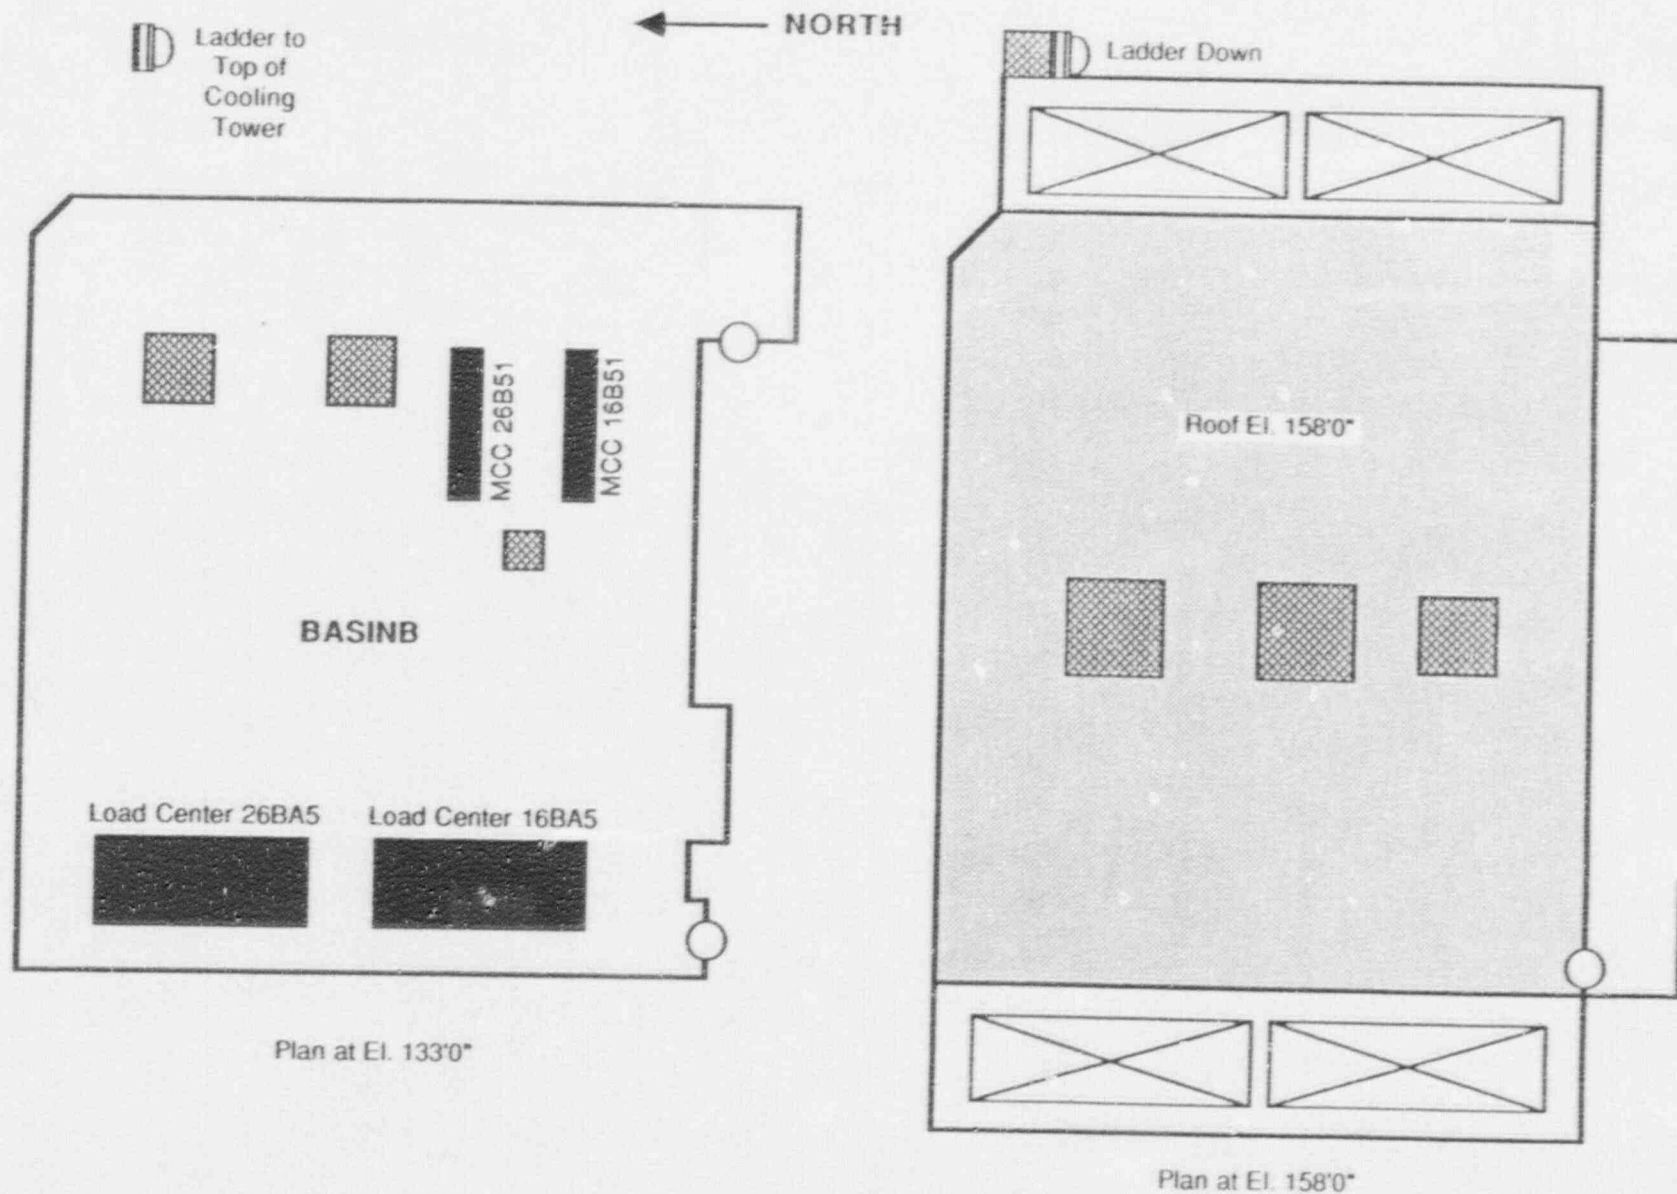 NORTH
Ladder to
Top of
Cooling
Tower
Ladder Down
MCC 26B51
MCC 16B51
Roof El. 158'0"
BASINB
Load Center 26BA5
Load Center 16BA5
Plan at El. 133'0"
Plan at El. 158'0"